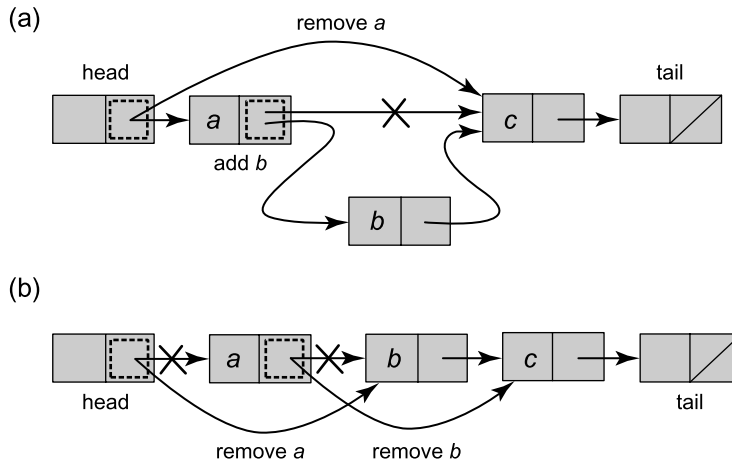 (a)
remove a
head
tail
a
c
add b
b
(b)
a
b
c
head
tail
remove a
remove b